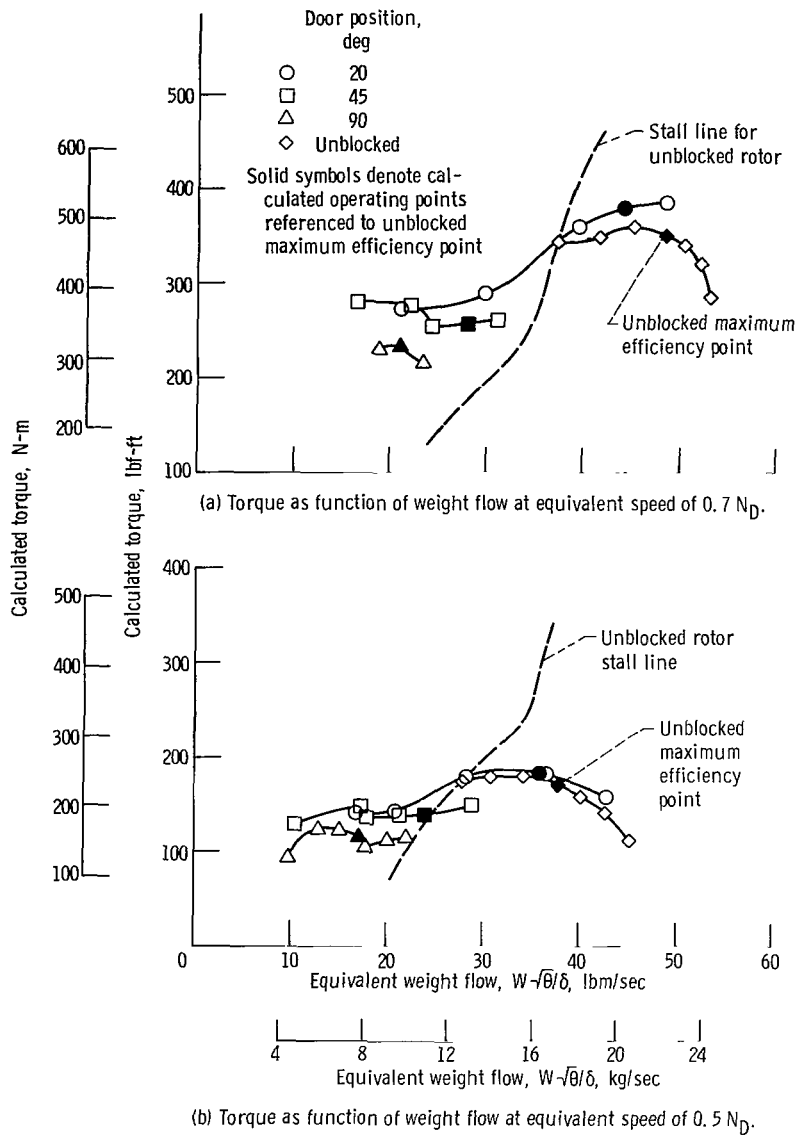 Door position,
deg
20
45
90
Unblocked
Solid symbols denote cal-
culated operating points
referenced to unblocked
maximum efficiency point
Stall line for
unblocked rotor
Unblocked maximum
efficiency point
600
500
400
300
200
500
400
300
200
100
Calculated torque, N-m
Calculated torque, lbf-ft
(a) Torque as function of weight flow at equivalent speed of 0.7 N_D.
500
400
300
200
100
400
300
200
100
Unblocked rotor
stall line
Unblocked
maximum
efficiency
point
0 10 20 30 40 50 60
Equivalent weight flow, W√θ/δ, lbm/sec
4 8 12 16 20 24
Equivalent weight flow, W√θ/δ, kg/sec
(b) Torque as function of weight flow at equivalent speed of 0.5 N_D.